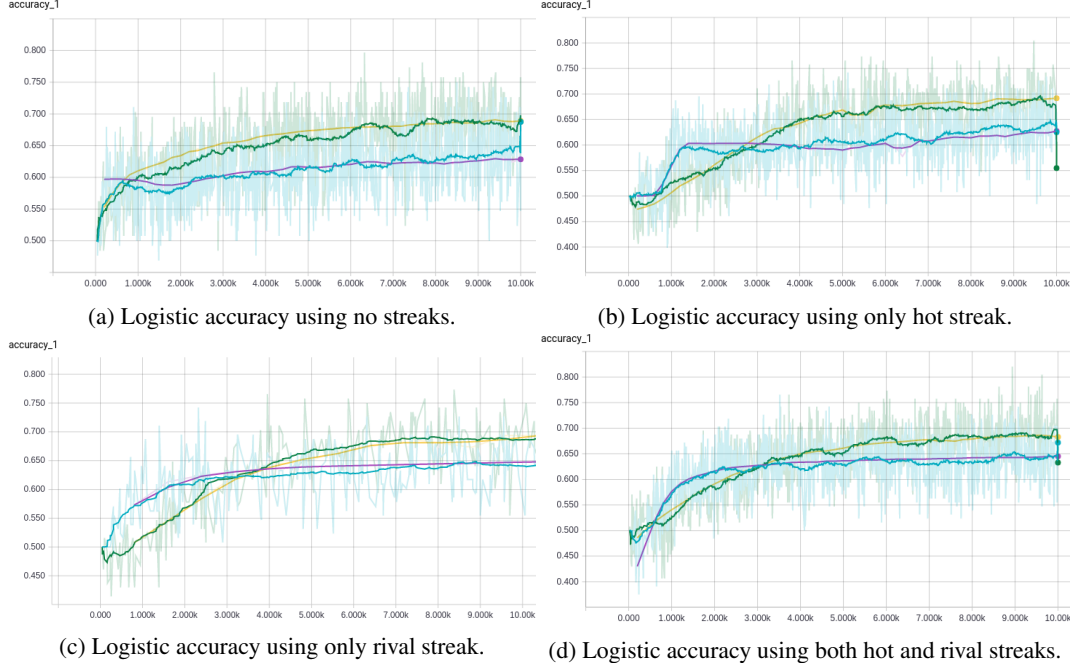 accuracy_1
0.800
0.750
0.700
0.650
0.600
0.550
0.500
0.000 1.000k 2.000k 3.000k 4.000k 5.000k 6.000k 7.000k 8.000k 9.000k 10.00k
(a) Logistic accuracy using no streaks.
accuracy_1
0.800
0.750
0.700
0.650
0.600
0.550
0.500
0.450
0.400
0.000 1.000k 2.000k 3.000k 4.000k 5.000k 6.000k 7.000k 8.000k 9.000k 10.00k
(b) Logistic accuracy using only hot streak.
accuracy_1
0.800
0.750
0.700
0.650
0.600
0.550
0.500
0.450
0.000 1.000k 2.000k 3.000k 4.000k 5.000k 6.000k 7.000k 8.000k 9.000k 10.00k
(c) Logistic accuracy using only rival streak.
accuracy_1
0.800
0.750
0.700
0.650
0.600
0.550
0.500
0.450
0.400
0.000 1.000k 2.000k 3.000k 4.000k 5.000k 6.000k 7.000k 8.000k 9.000k 10.00k
(d) Logistic accuracy using both hot and rival streaks.